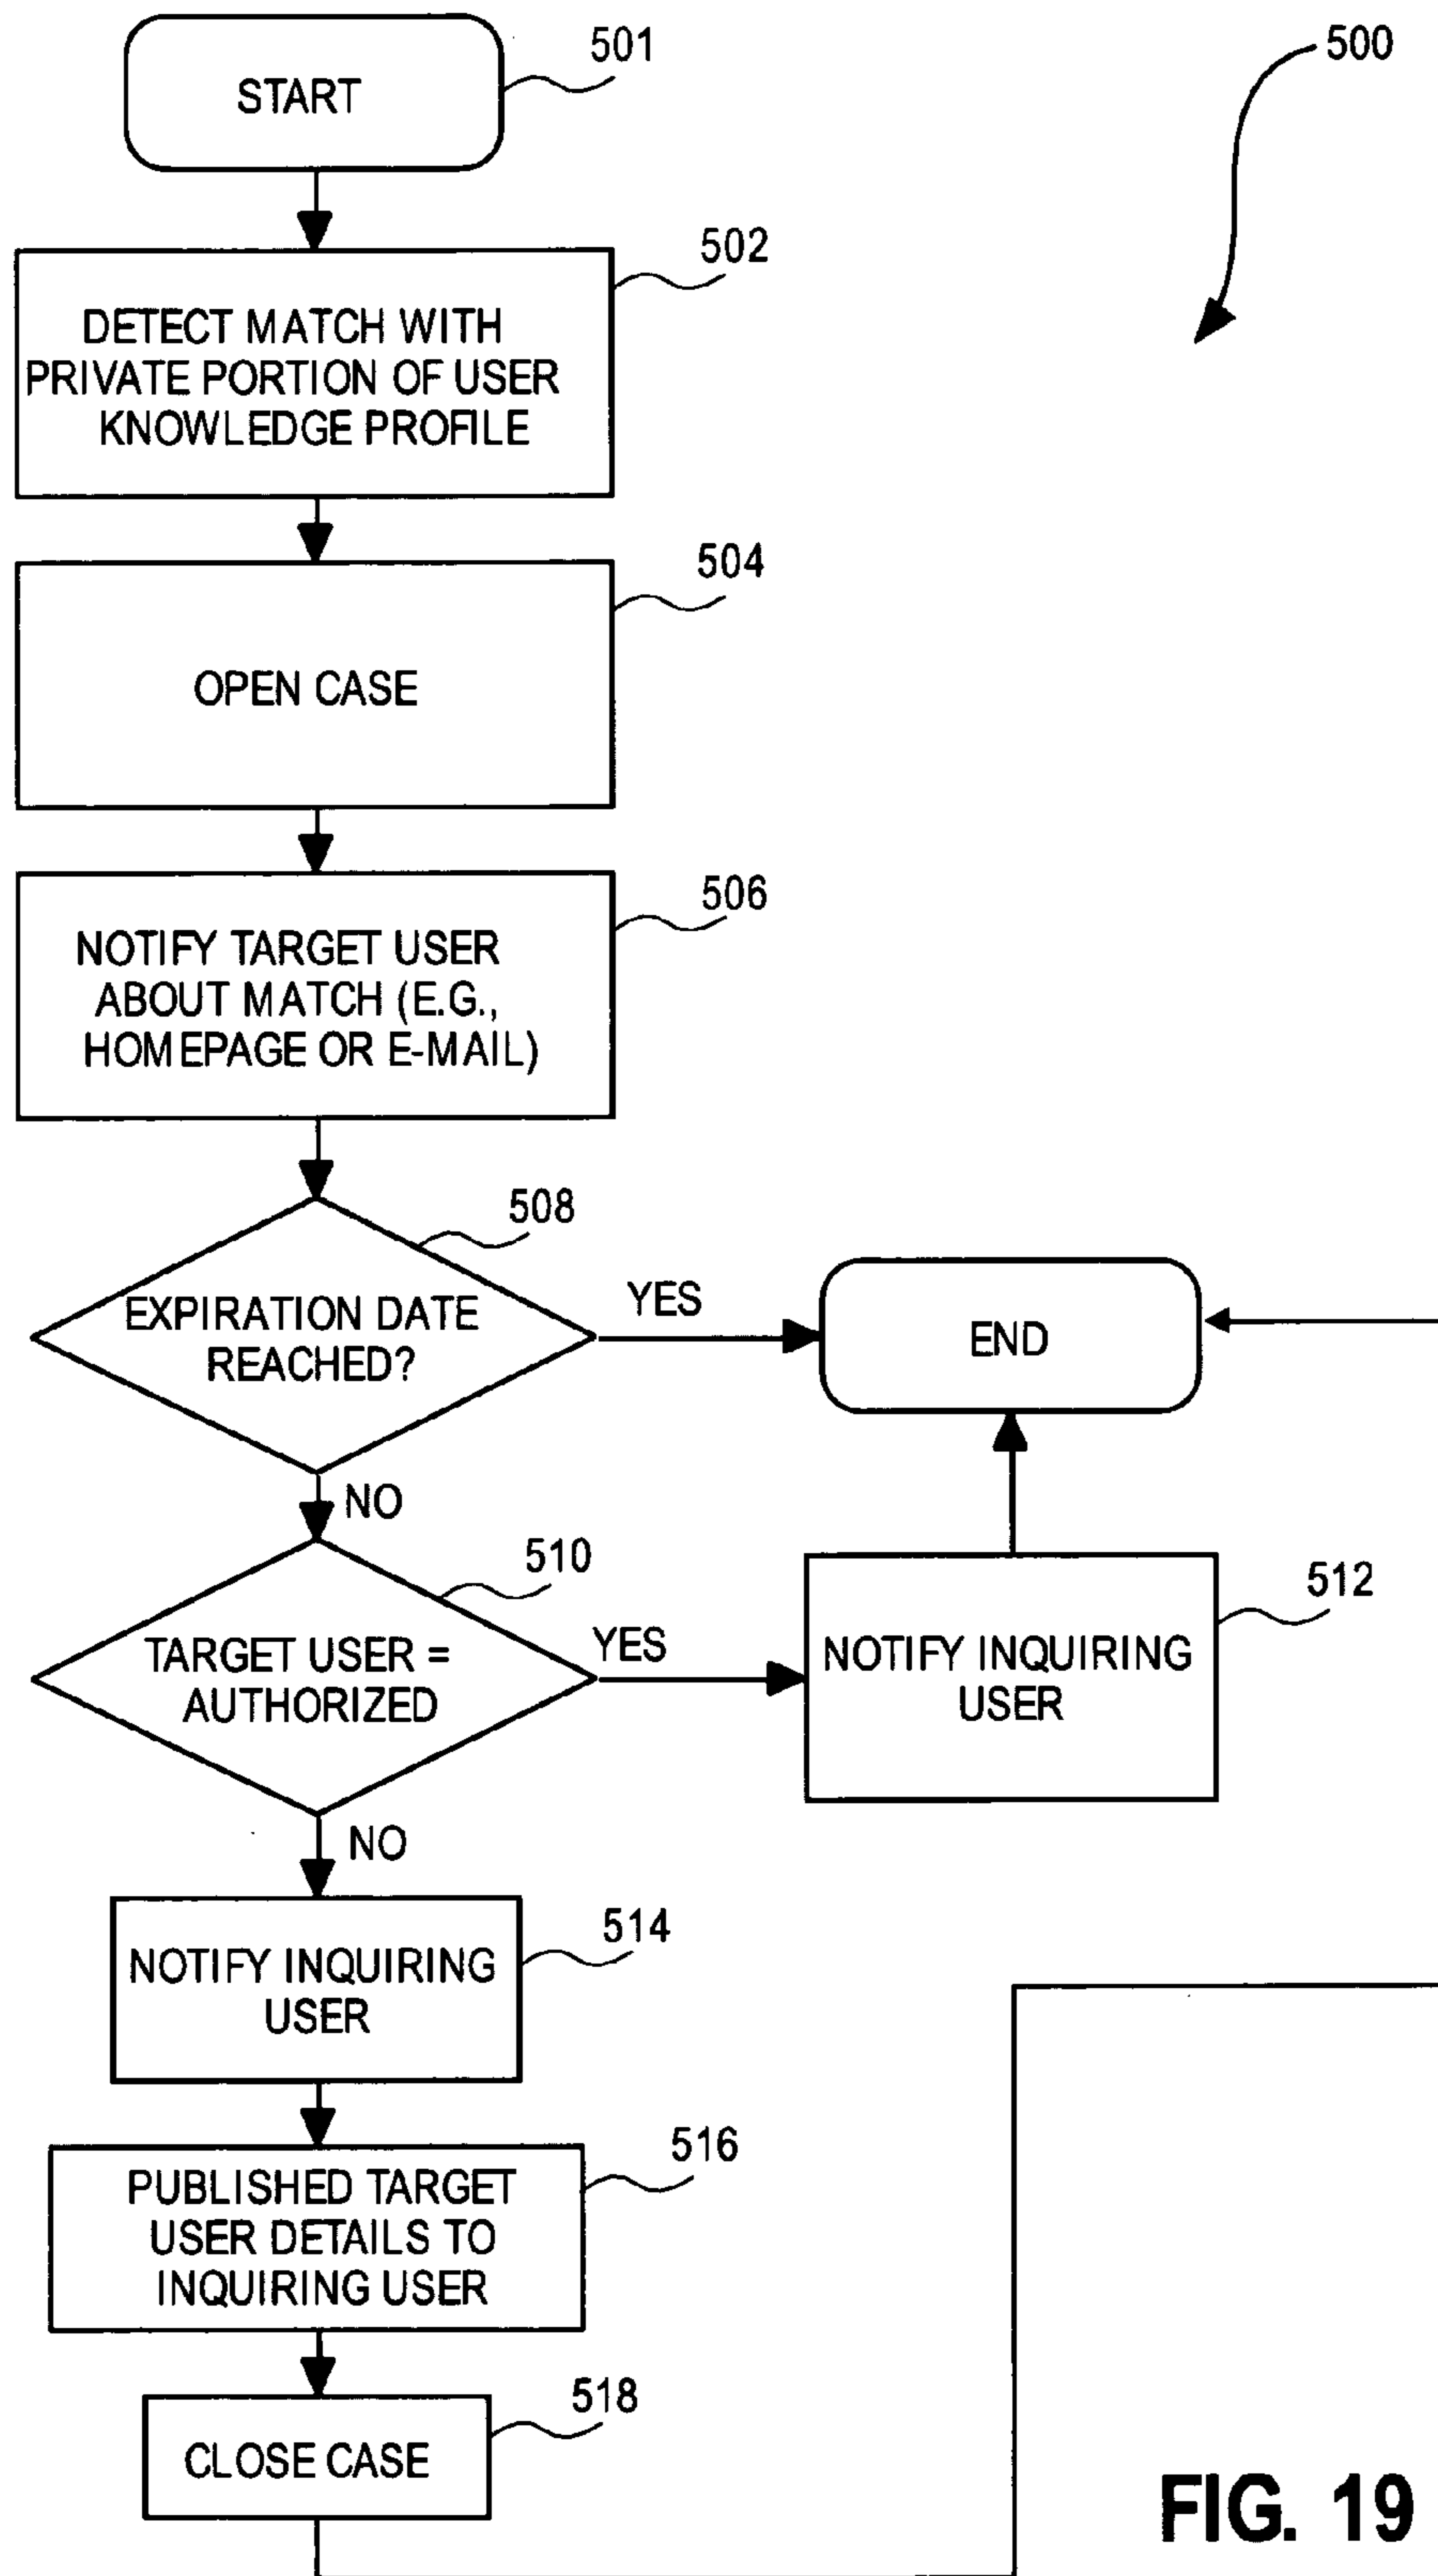 START
501
500
502
DETECT MATCH WITH
PRIVATE PORTION OF USER
KNOWLEDGE PROFILE
504
OPEN CASE
506
NOTIFY TARGET USER
ABOUT MATCH (E.G.,
HOMEPAGE OR E-MAIL)
508
EXPIRATION DATE
REACHED?
YES
END
NO
510
TARGET USER =
AUTHORIZED
YES
512
NOTIFY INQUIRING
USER
NO
514
NOTIFY INQUIRING
USER
516
PUBLISHED TARGET
USER DETAILS TO
INQUIRING USER
518
CLOSE CASE
FIG. 19